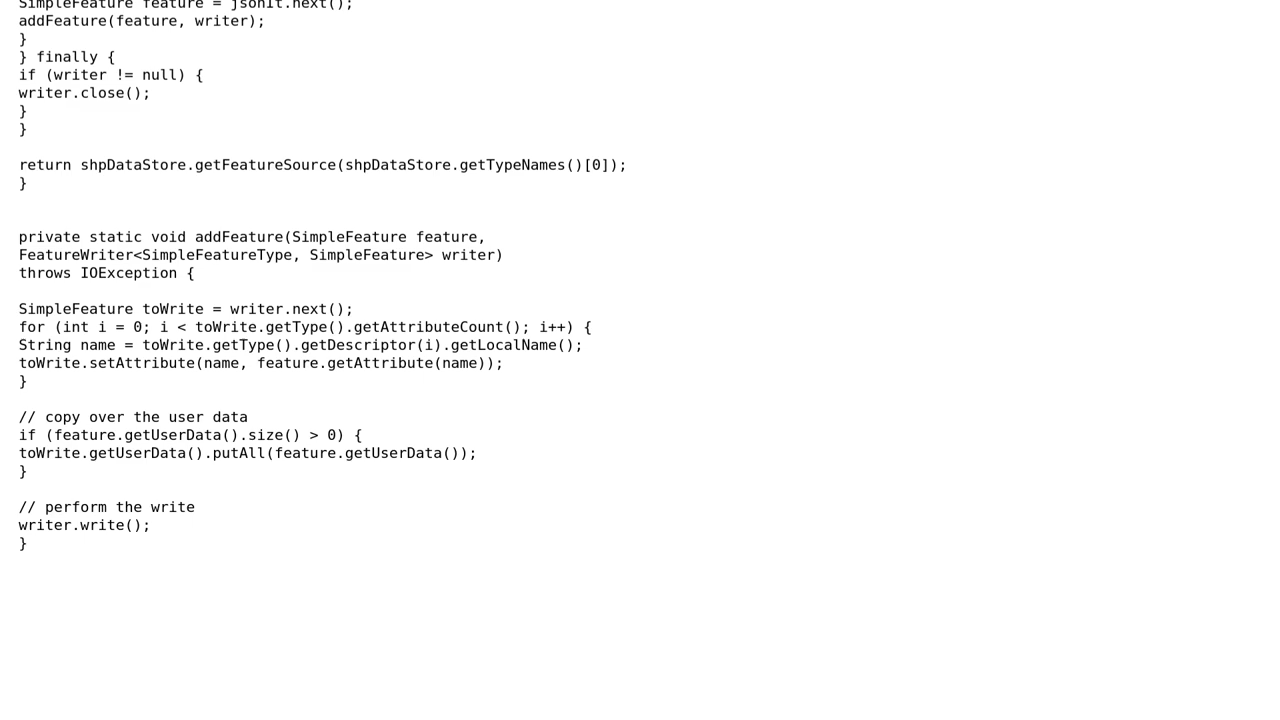 SimpleFeature feature = jsonIt.next();
addFeature(feature, writer);
}
} finally {
if (writer != null) {
writer.close();
}
}
return shpDataStore.getFeatureSource(shpDataStore.getTypeNames()[0]);
}
private static void addFeature(SimpleFeature feature,
FeatureWriter<SimpleFeatureType, SimpleFeature> writer)
throws IOException {
SimpleFeature toWrite = writer.next();
for (int i = 0; i < toWrite.getType().getAttributeCount(); i++) {
String name = toWrite.getType().getDescriptor(i).getLocalName();
toWrite.setAttribute(name, feature.getAttribute(name));
}
// copy over the user data
if (feature.getUserData().size() > 0) {
toWrite.getUserData().putAll(feature.getUserData());
}
// perform the write
writer.write();
}